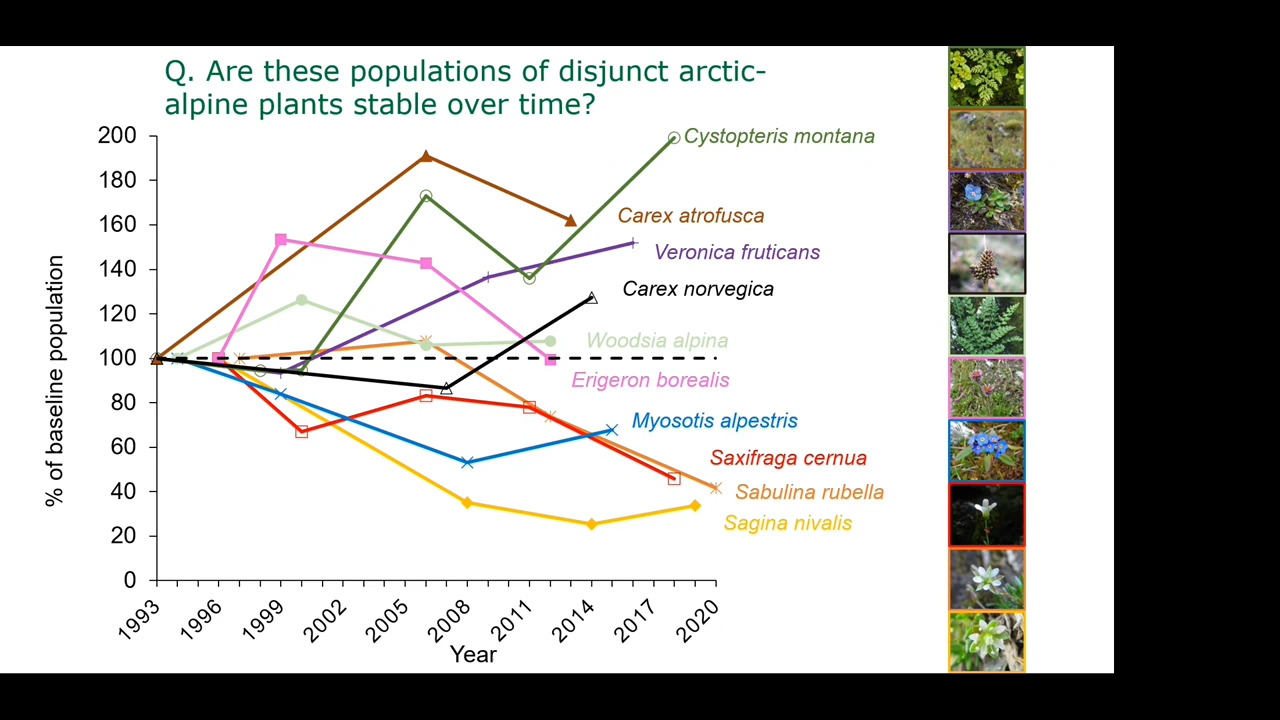 Q. Are these populations of disjunct arctic-
alpine plants stable over time?
% of baseline population
200
180
160
140
120
100
80
60
40
20
0
Cystopteris montana
Carex atrofusca
Veronica fruticans
Carex norvegica
Woodsia alpina
Erigeron borealis
Myosotis alpestris
Saxifraga cernua
Sabulina rubella
Sagina nivalis
1993 1996 1999 2002 2005 2008 2011 2014 2017 2020
Year